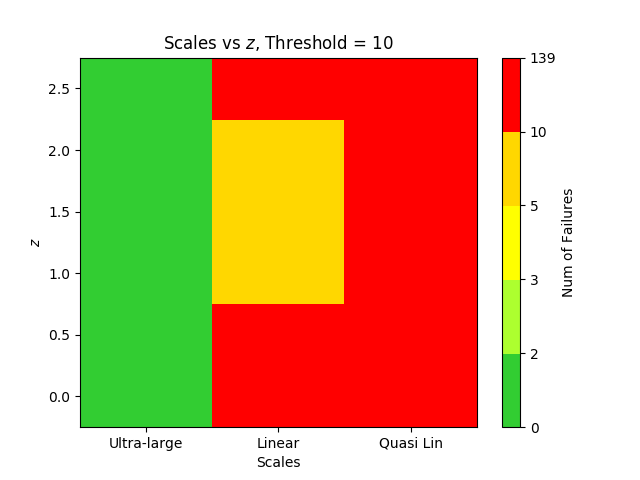 Scales vs z, Threshold = 10
2.5
2.0
1.5
1.0
0.5
0.0
z
Ultra-large
Linear
Quasi Lin
Scales
139
10
5
3
2
0
Num of Failures